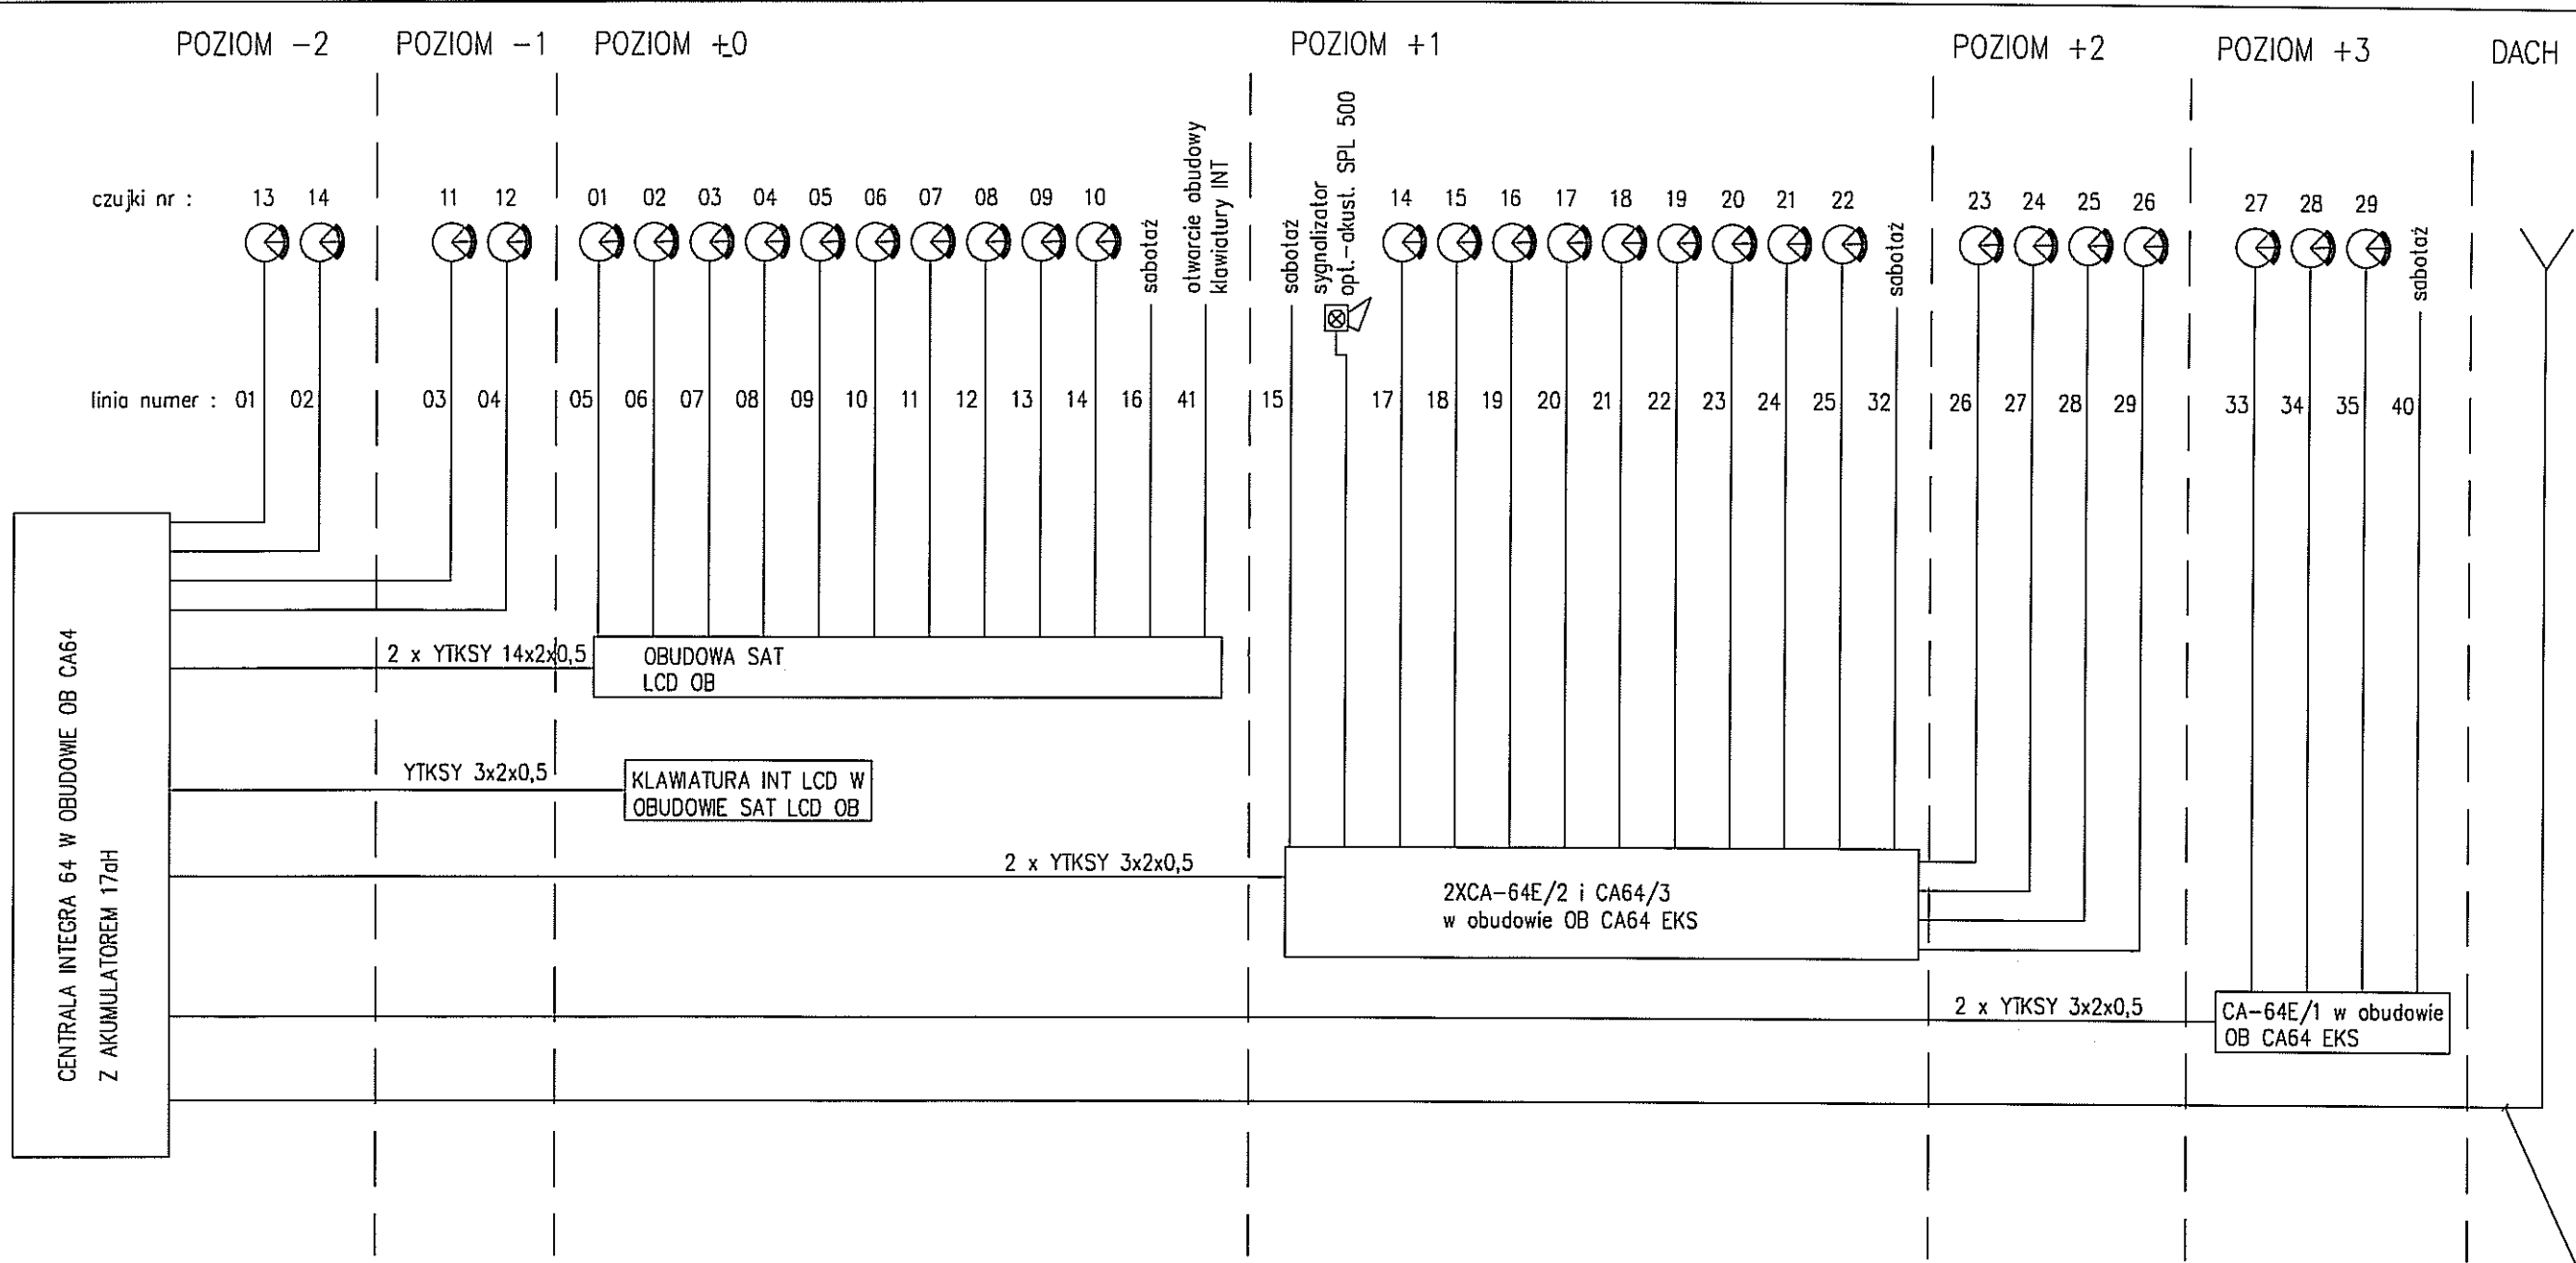 POZIOM -2 POZIOM -1 POZIOM ±0 POZIOM +1 POZIOM +2 POZIOM +3 DACH
czujki nr : 13 14 11 12 01 02 03 04 05 06 07 08 09 10 14 15 16 17 18 19 20 21 22 23 24 25 26 27 28 29
sabotaż
otwarcie obudowy
klawiatury INT
sabotaż
sygnalizator
opt.-akust. SPL 500
sabotaż
sabotaż
linia numer : 01 02 03 04 05 06 07 08 09 10 11 12 13 14 16 41 15 17 18 19 20 21 22 23 24 25 32 26 27 28 29 33 34 35 40
CENTRALA INTEGRA 64 W OBUDOWIE OB CA64
Z AKUMULATOREM 17aH
2 x YTKSY 14x2x0,5
OBUDOWA SAT
LCD OB
YTKSY 3x2x0,5
KLAWIATURA INT LCD W
OBUDOWIE SAT LCD OB
2 x YTKSY 3x2x0,5
2XCA-64E/2 i CA64/3
w obudowie OB CA64 EKS
2 x YTKSY 3x2x0,5
CA-64E/1 w obudowie
OB CA64 EKS